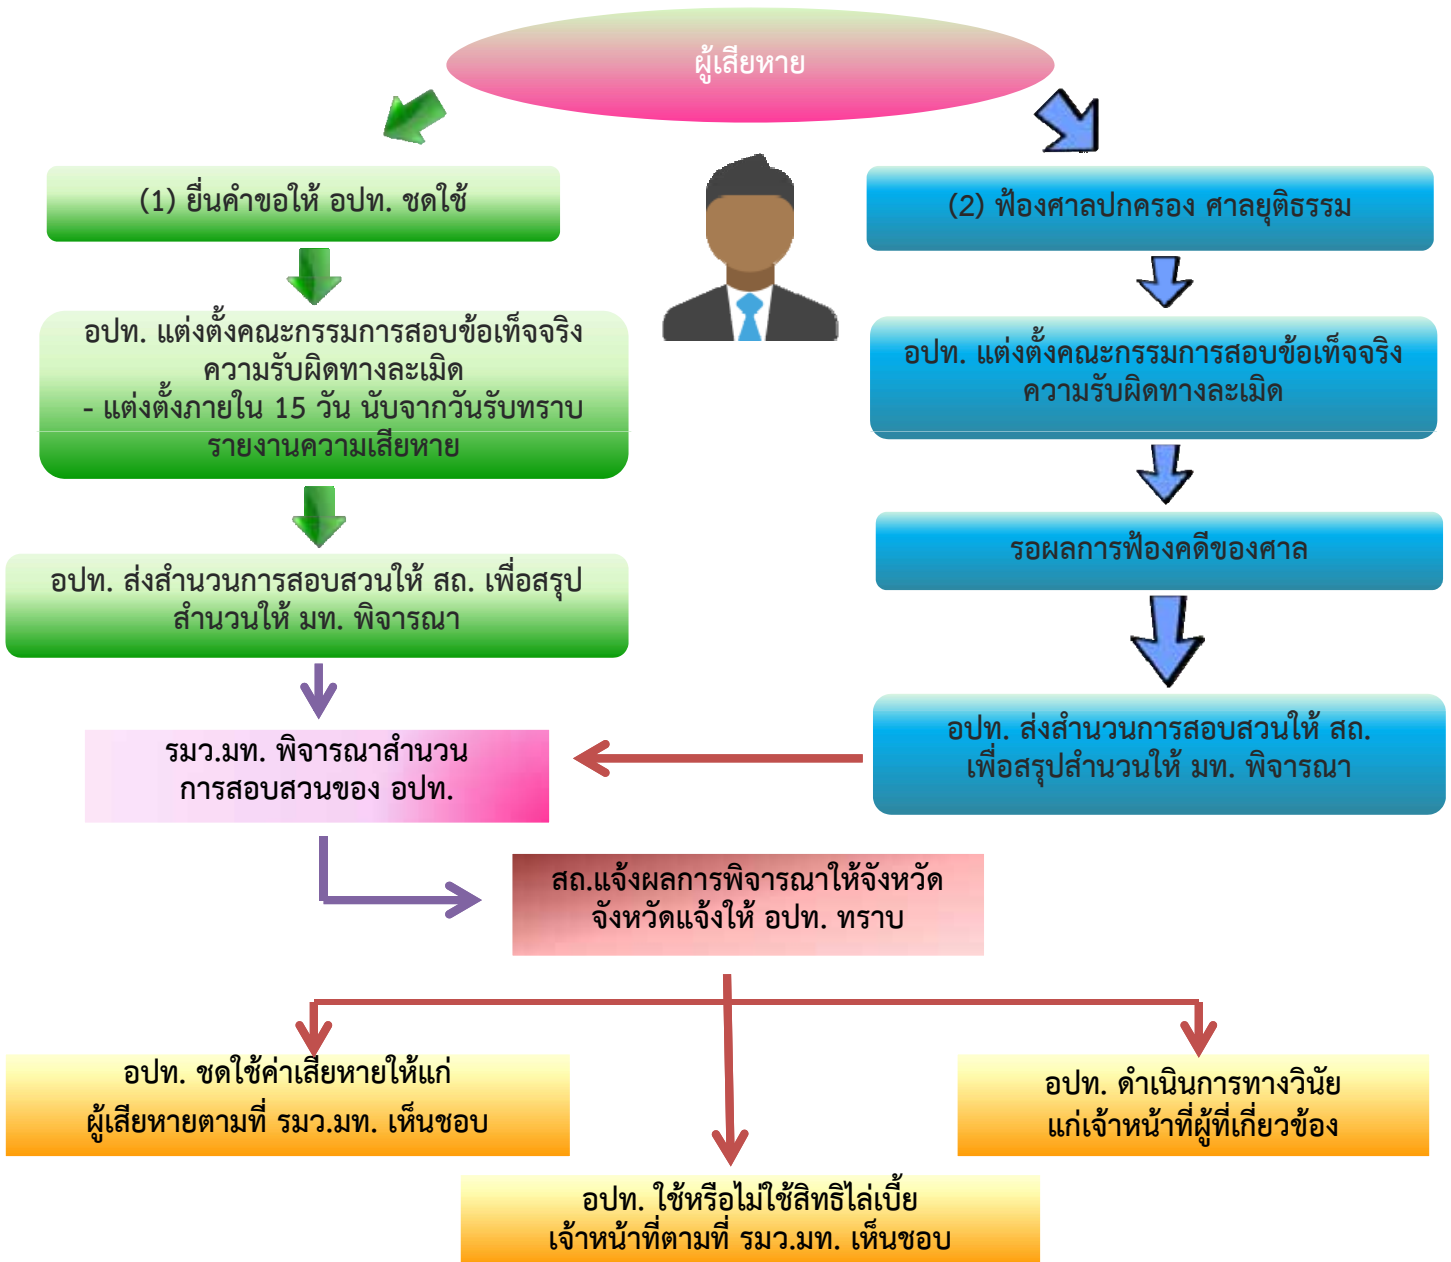 ผู้เสียหาย
(1) ยื่นคำขอให้ อปท. ชดใช้
อปท. แต่งตั้งคณะกรรมการสอบข้อเท็จจริง
ความรับผิดทางละเมิด
- แต่งตั้งภายใน 15 วัน นับจากวันรับทราบ
รายงานความเสียหาย
อปท. ส่งสำนวนการสอบสวนให้ สถ. เพื่อสรุป
สำนวนให้ มท. พิจารณา
(2) ฟ้องศาลปกครอง ศาลยุติธรรม
อปท. แต่งตั้งคณะกรรมการสอบข้อเท็จจริง
ความรับผิดทางละเมิด
รอผลการฟ้องคดีของศาล
อปท. ส่งสำนวนการสอบสวนให้ สถ.
เพื่อสรุปสำนวนให้ มท. พิจารณา
รมว.มท. พิจารณาสำนวน
การสอบสวนของ อปท.
สถ.แจ้งผลการพิจารณาให้จังหวัด
จังหวัดแจ้งให้ อปท. ทราบ
อปท. ชดใช้ค่าเสียหายให้แก่
ผู้เสียหายตามที่ รมว.มท. เห็นชอบ
อปท. ใช้หรือไม่ใช้สิทธิไล่เบี้ย
เจ้าหน้าที่ตามที่ รมว.มท. เห็นชอบ
อปท. ดำเนินการทางวินัย
แก่เจ้าหน้าที่ผู้ที่เกี่ยวข้อง